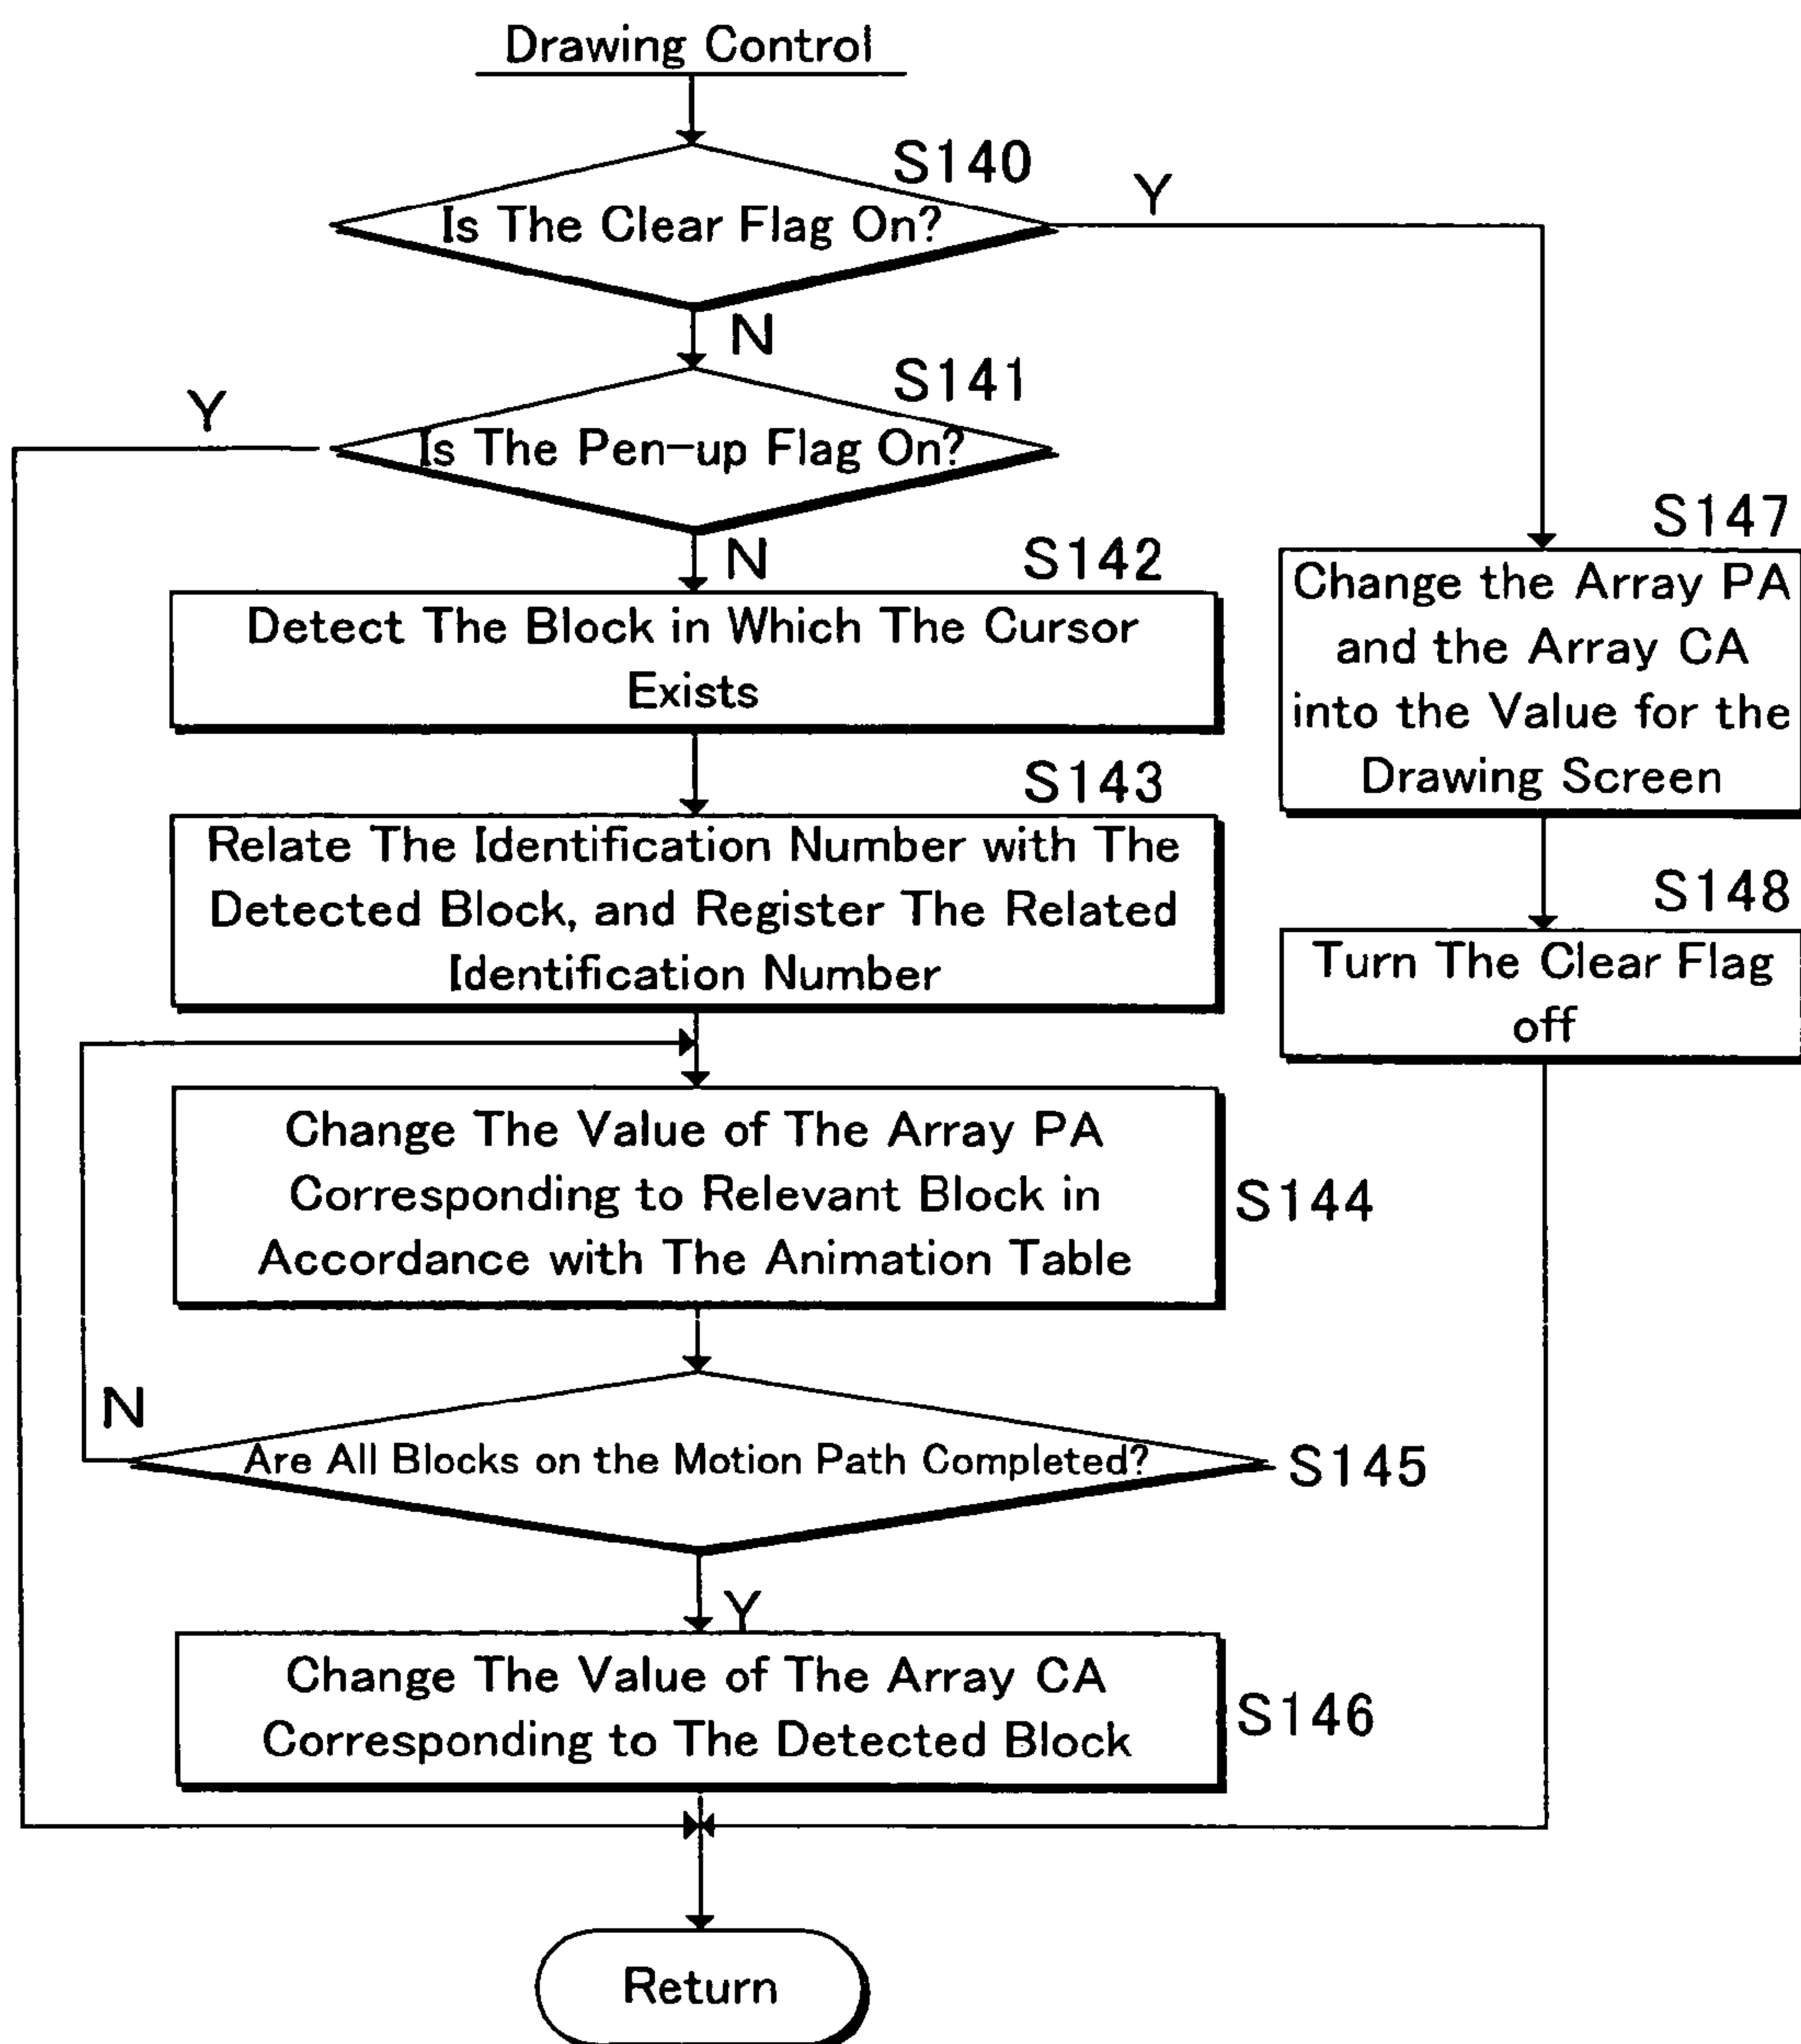 Drawing Control
S140
Y
Is The Clear Flag On?
N
S141
Y
Is The Pen-up Flag On?
N
S142
Detect The Block in Which The Cursor
Exists
S143
Relate The Identification Number with The
Detected Block, and Register The Related
Identification Number
Change The Value of The Array PA
Corresponding to Relevant Block in
Accordance with The Animation Table
S144
N
Are All Blocks on the Motion Path Completed?
S145
Y
Change The Value of The Array CA
Corresponding to The Detected Block
S146
S147
Change the Array PA
and the Array CA
into the Value for the
Drawing Screen
S148
Turn The Clear Flag
off
Return